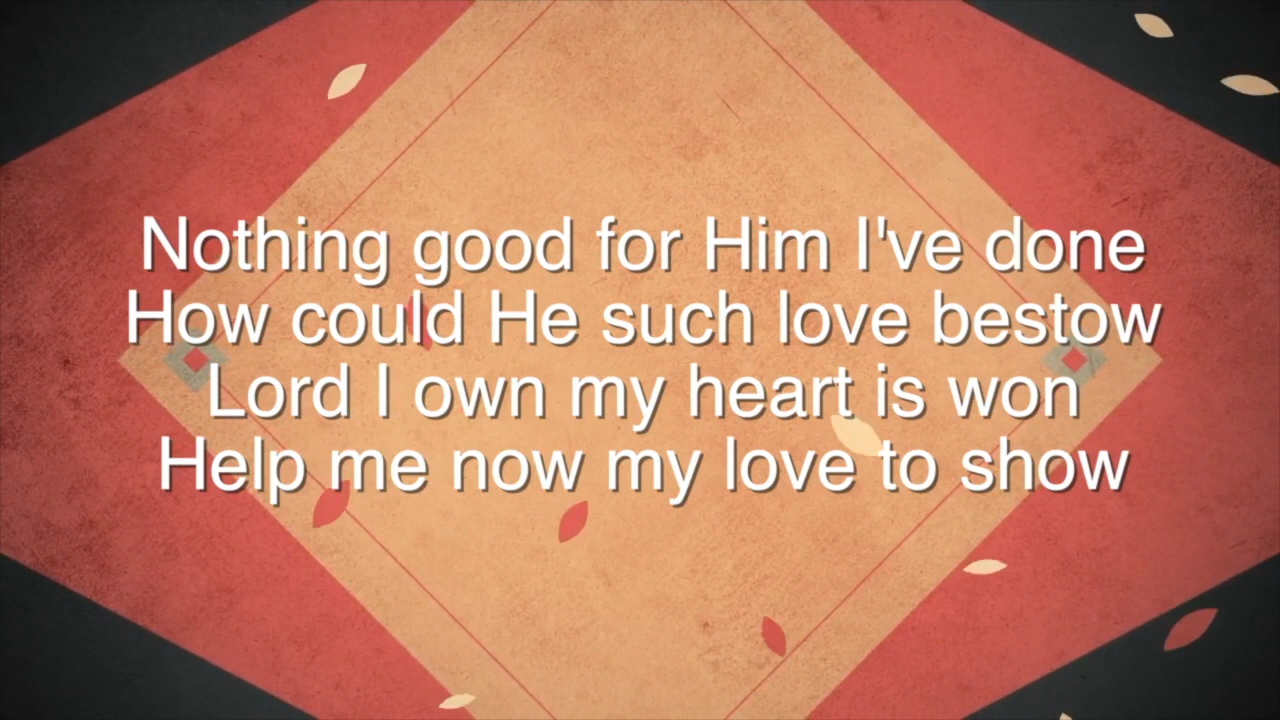 Nothing good for Him I've done
How could He such love bestow
Lord I own my heart is won
Help me now my love to show